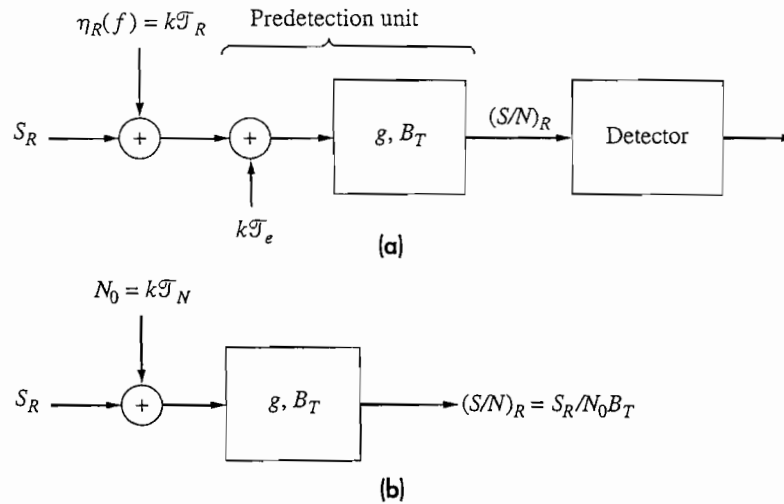 Predetection unit
η_R(f) = k𝒯_R
S_R
+
+
g, B_T
(S/N)_R
Detector
k𝒯_e
(a)
N_0 = k𝒯_N
S_R
+
g, B_T
(S/N)_R = S_R/N_0B_T
(b)